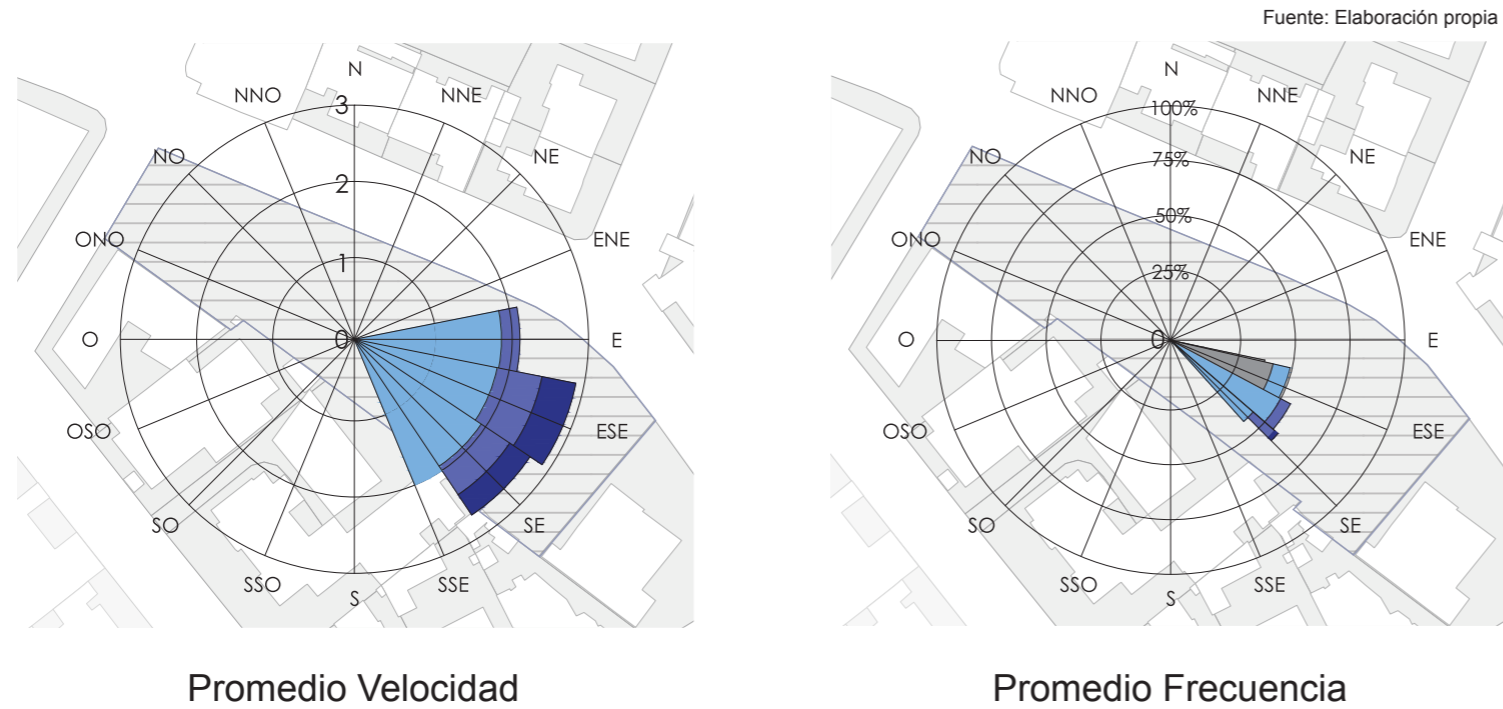 Fuente: Elaboración propia
N
NNO
NNE
3
NO
NE
2
ONO
ENE
1
O
0
E
OSO
ESE
SO
SE
SSO
SSE
S
Promedio Velocidad
N
NNO
NNE
100%
NO
75%
NE
50%
ONO
ENE
25%
O
0
E
OSO
ESE
SO
SE
SSO
SSE
S
Promedio Frecuencia